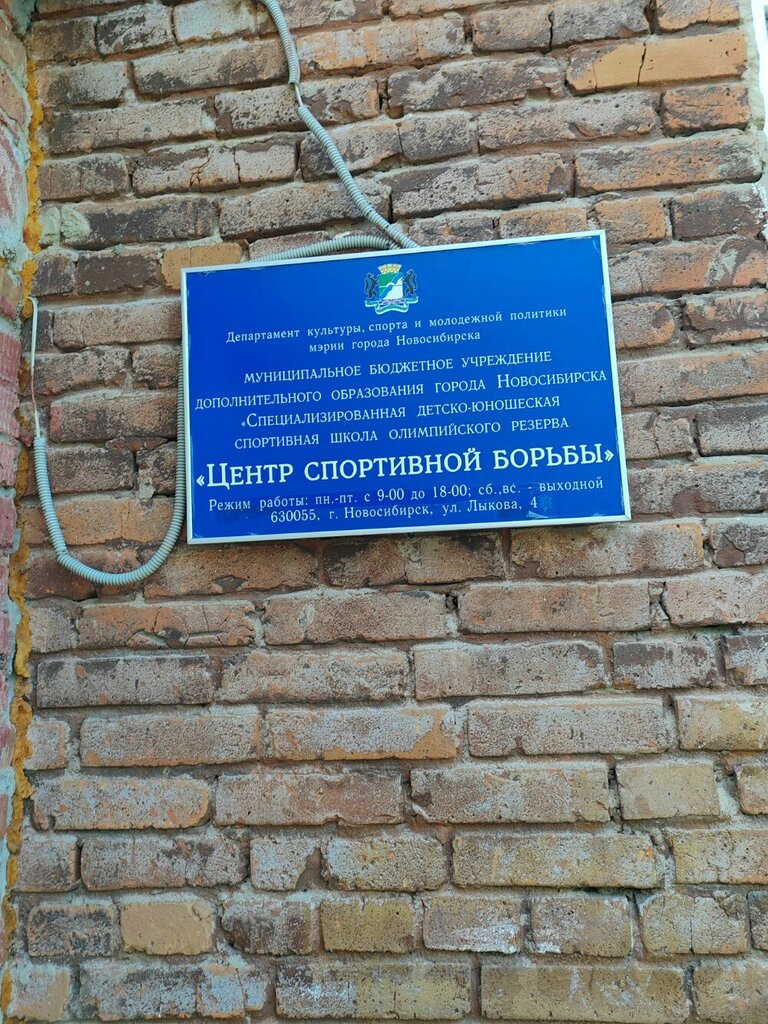 Департамент культуры, спорта и молодежной политики
мэрии города Новосибирска
МУНИЦИПАЛЬНОЕ БЮДЖЕТНОЕ УЧРЕЖДЕНИЕ
ДОПОЛНИТЕЛЬНОГО ОБРАЗОВАНИЯ ГОРОДА НОВОСИБИРСКА
«СПЕЦИАЛИЗИРОВАННАЯ ДЕТСКО-ЮНОШЕСКАЯ
СПОРТИВНАЯ ШКОЛА ОЛИМПИЙСКОГО РЕЗЕРВА
«ЦЕНТР СПОРТИВНОЙ БОРЬБЫ»
Режим работы: пн.-пт. с 9-00 до 18-00; сб.,вс. - выходной
630055, г. Новосибирск, ул. Лыкова, 4